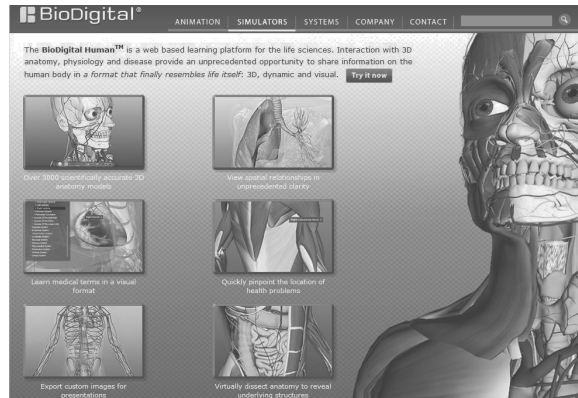 BioDigital®
ANIMATION SIMULATORS SYSTEMS COMPANY CONTACT
The BioDigital Human™ is a web based learning platform for the life sciences. Interaction with 3D
anatomy, physiology and disease provide an unprecedented opportunity to share information on the
human body in a format that finally resembles life itself: 3D, dynamic and visual. Try it now
Over 3800 scientifically accurate 3D
anatomy models
View spatial relationships in
unprecedented clarity
Learn medical terms in a visual
format
Quickly pinpoint the location of
health problems
Export custom images for
presentations
Virtually dissect anatomy to reveal
underlying structures